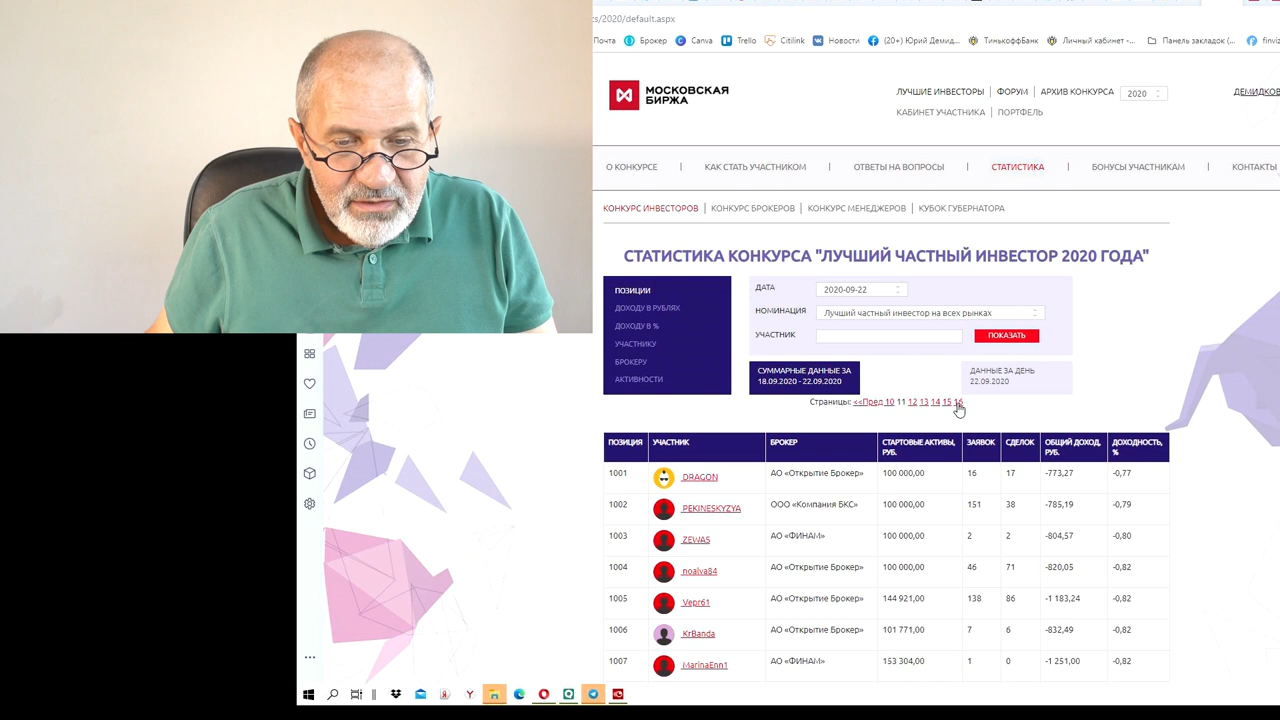 ts/2020/default.aspx
Почта Брокер Canva Trello Citilink Новости (20+) Юрий Демид... ТинькоффБанк Личный кабинет -... Панель закладок (... finviz
МОСКОВСКАЯ
БИРЖА
ЛУЧШИЕ ИНВЕСТОРЫ | ФОРУМ | АРХИВ КОНКУРСА 2020 ДЕМИДКОВ
КАБИНЕТ УЧАСТНИКА | ПОРТФЕЛЬ
О КОНКУРСЕ | КАК СТАТЬ УЧАСТНИКОМ | ОТВЕТЫ НА ВОПРОСЫ | СТАТИСТИКА | БОНУСЫ УЧАСТНИКАМ | КОНТАКТЫ
КОНКУРС ИНВЕСТОРОВ | КОНКУРС БРОКЕРОВ | КОНКУРС МЕНЕДЖЕРОВ | КУБОК ГУБЕРНАТОРА
СТАТИСТИКА КОНКУРСА "ЛУЧШИЙ ЧАСТНЫЙ ИНВЕСТОР 2020 ГОДА"
ПОЗИЦИИ
ДОХОДУ В РУБЛЯХ
ДОХОДУ В %
УЧАСТНИКУ
БРОКЕРУ
АКТИВНОСТИ
ДАТА 2020-09-22
НОМИНАЦИЯ Лучший частный инвестор на всех рынках
УЧАСТНИК ПОКАЗАТЬ
СУММАРНЫЕ ДАННЫЕ ЗА
18.09.2020 - 22.09.2020
ДАННЫЕ ЗА ДЕНЬ
22.09.2020
Страницы: <<Пред 10 11 12 13 14 15 16
ПОЗИЦИЯ УЧАСТНИК БРОКЕР СТАРТОВЫЕ АКТИВЫ, РУБ. ЗАЯВОК СДЕЛОК ОБЩИЙ ДОХОД, РУБ. ДОХОДНОСТЬ, %
1001 DRAGON АО «Открытие Брокер» 100 000,00 16 17 -773,27 -0,77
1002 PEKINESKYZYA ООО «Компания БКС» 100 000,00 151 38 -785,19 -0,79
1003 ZEWAS АО «ФИНАМ» 100 000,00 2 2 -804,57 -0,80
1004 noalva84 АО «Открытие Брокер» 100 000,00 46 71 -820,05 -0,82
1005 Vepr61 АО «Открытие Брокер» 144 921,00 138 86 -1 183,24 -0,82
1006 KrBanda АО «Открытие Брокер» 101 771,00 7 6 -832,49 -0,82
1007 MarinaEnn1 АО «ФИНАМ» 153 304,00 1 0 -1 251,00 -0,82